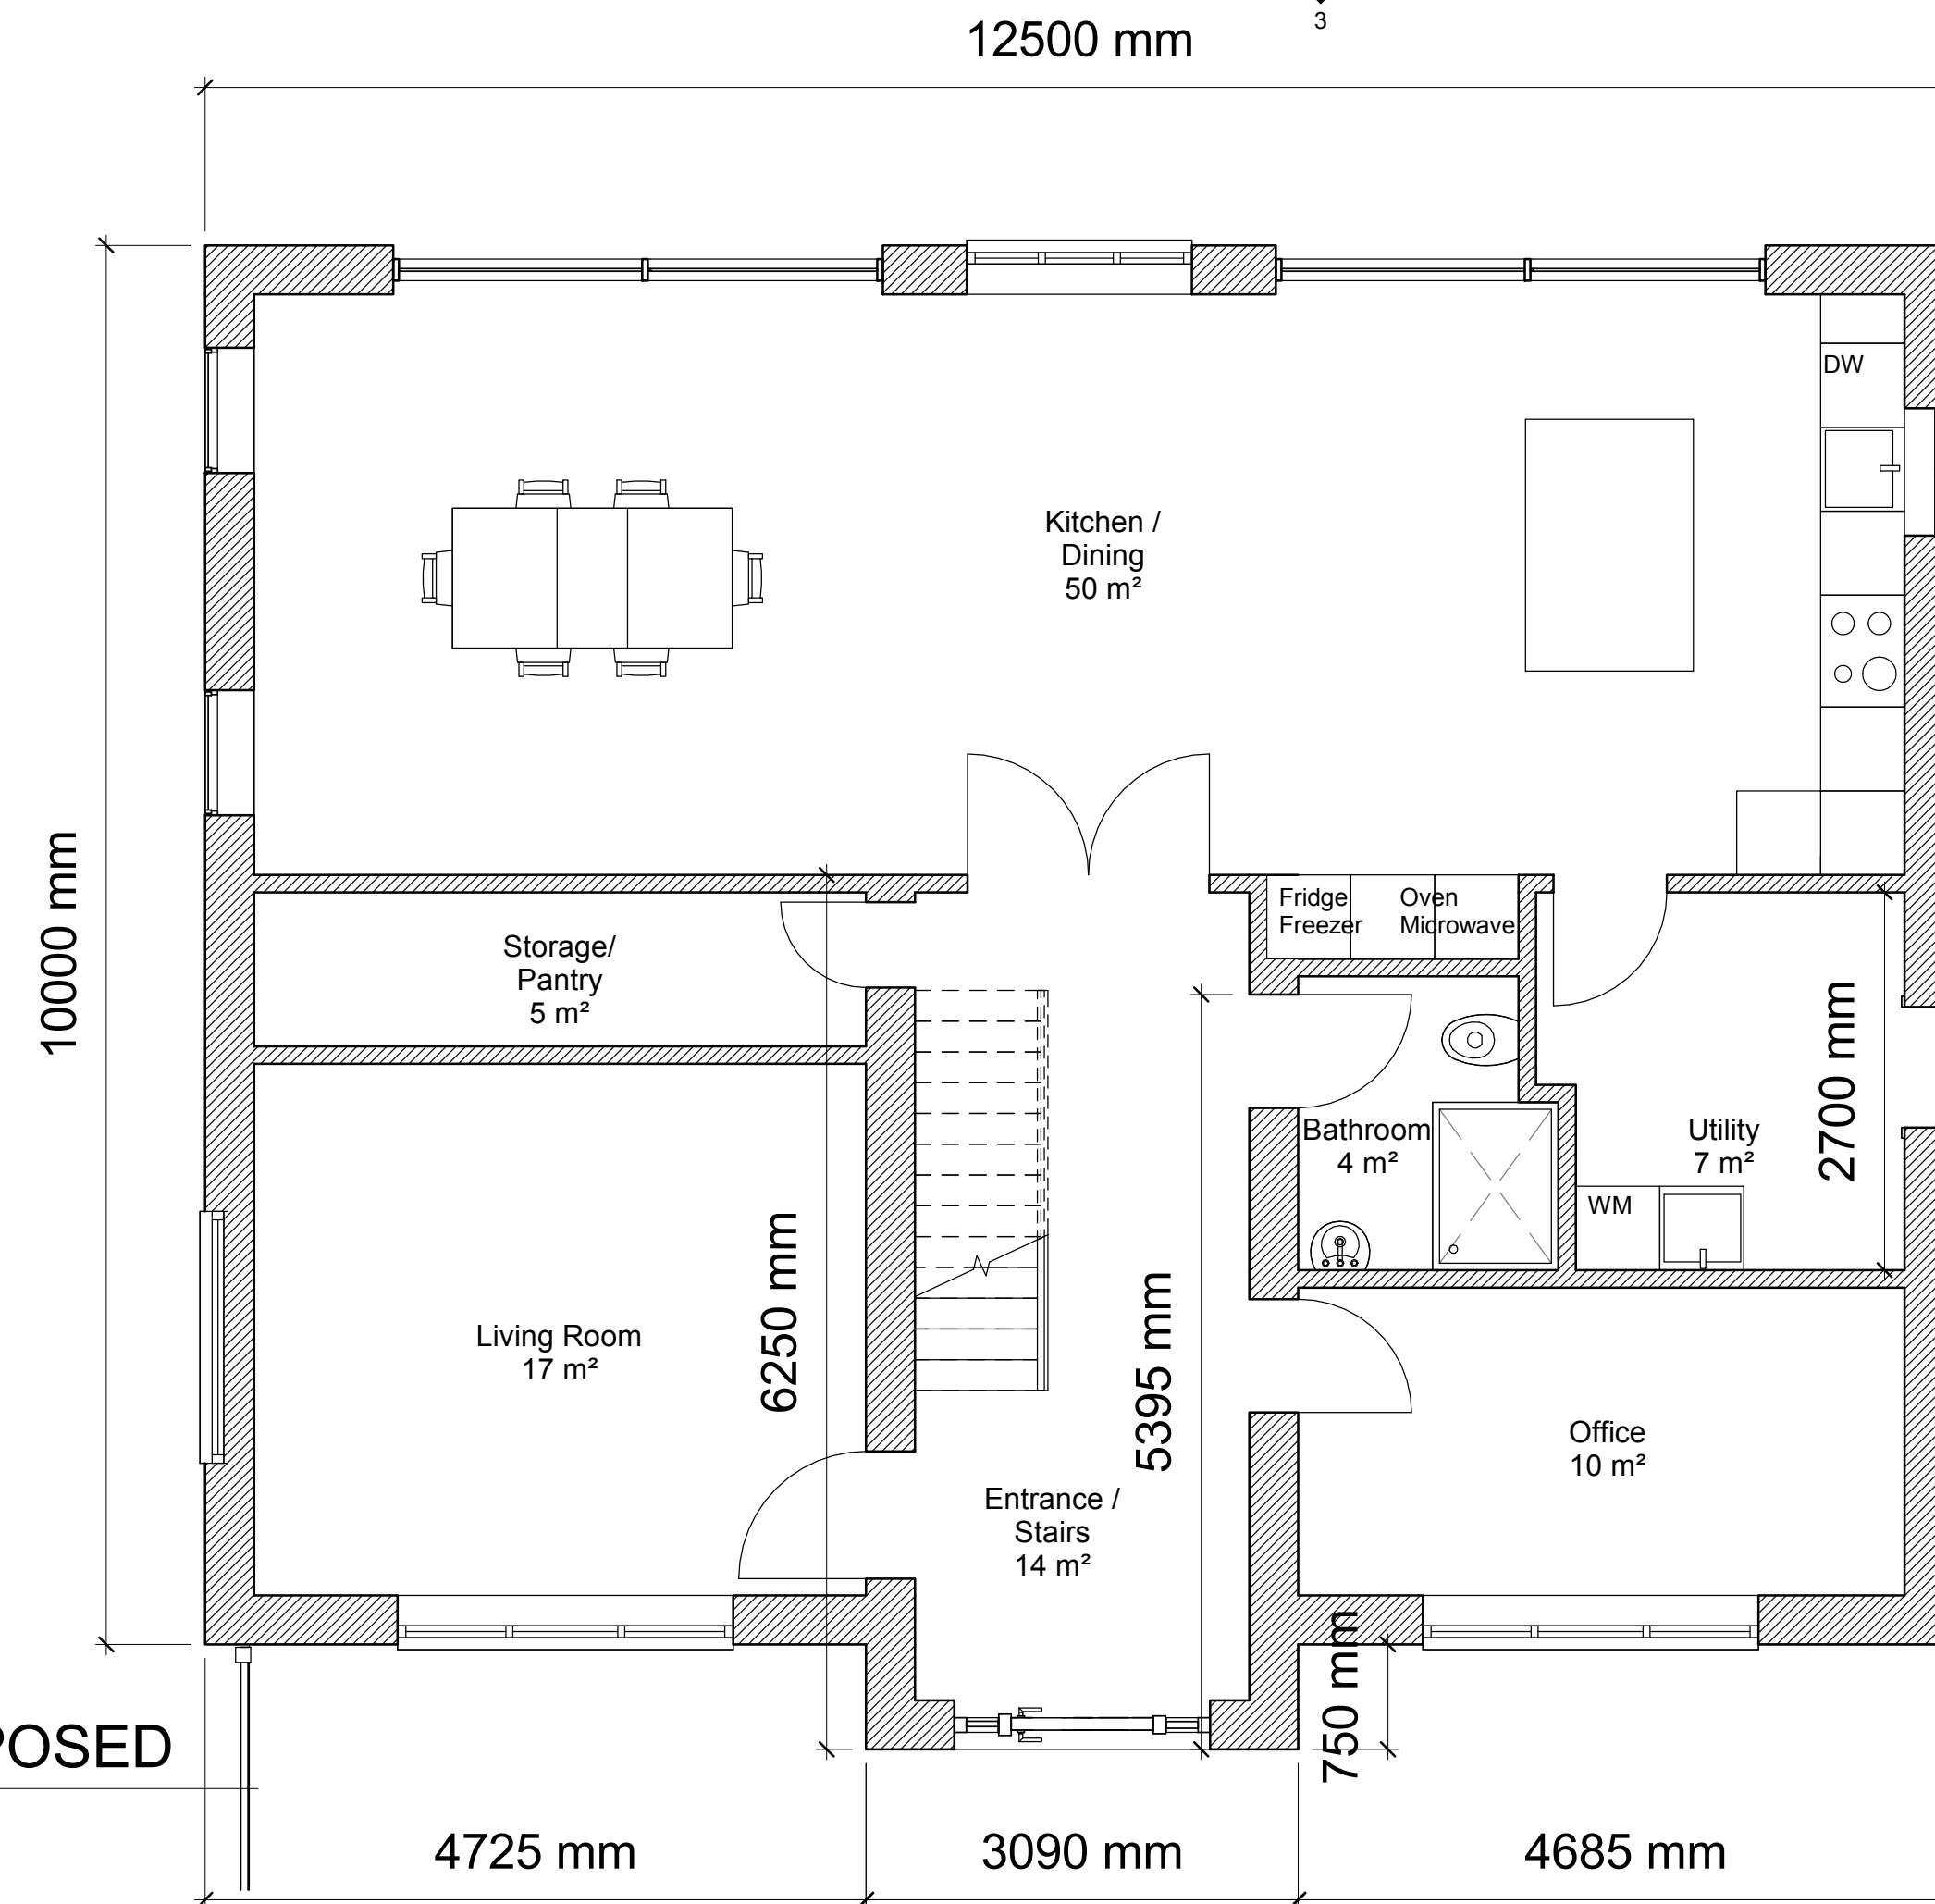 3
12500 mm
DW
Kitchen /
Dining
50 m²
10000 mm
Fridge
Freezer
Oven
Microwave
Storage/
Pantry
5 m²
2700 mm
Bathroom
4 m²
Utility
7 m²
WM
6250 mm
5395 mm
Living Room
17 m²
Office
10 m²
Entrance /
Stairs
14 m²
750 mm
POSED
4725 mm
3090 mm
4685 mm